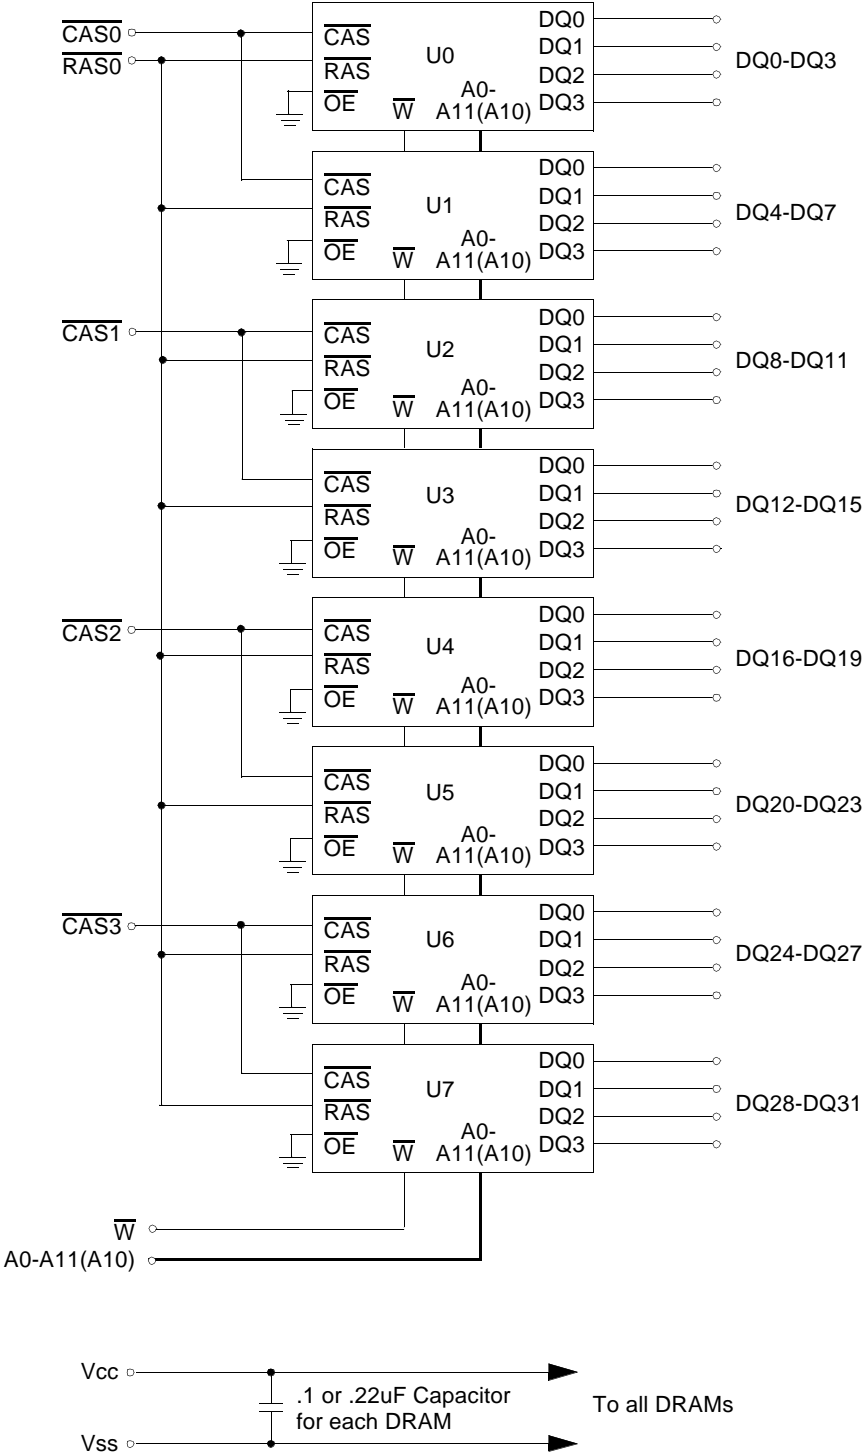 CAS0
RAS0
CAS
RAS
OE
U0
W
A0-
A11(A10)
DQ0
DQ1
DQ2
DQ3
DQ0-DQ3
CAS
RAS
OE
U1
W
A0-
A11(A10)
DQ0
DQ1
DQ2
DQ3
DQ4-DQ7
CAS1
CAS
RAS
OE
U2
W
A0-
A11(A10)
DQ0
DQ1
DQ2
DQ3
DQ8-DQ11
CAS
RAS
OE
U3
W
A0-
A11(A10)
DQ0
DQ1
DQ2
DQ3
DQ12-DQ15
CAS2
CAS
RAS
OE
U4
W
A0-
A11(A10)
DQ0
DQ1
DQ2
DQ3
DQ16-DQ19
CAS
RAS
OE
U5
W
A0-
A11(A10)
DQ0
DQ1
DQ2
DQ3
DQ20-DQ23
CAS3
CAS
RAS
OE
U6
W
A0-
A11(A10)
DQ0
DQ1
DQ2
DQ3
DQ24-DQ27
CAS
RAS
OE
U7
W
A0-
A11(A10)
DQ0
DQ1
DQ2
DQ3
DQ28-DQ31
W
A0-A11(A10)
Vcc
.1 or .22uF Capacitor
for each DRAM
To all DRAMs
Vss